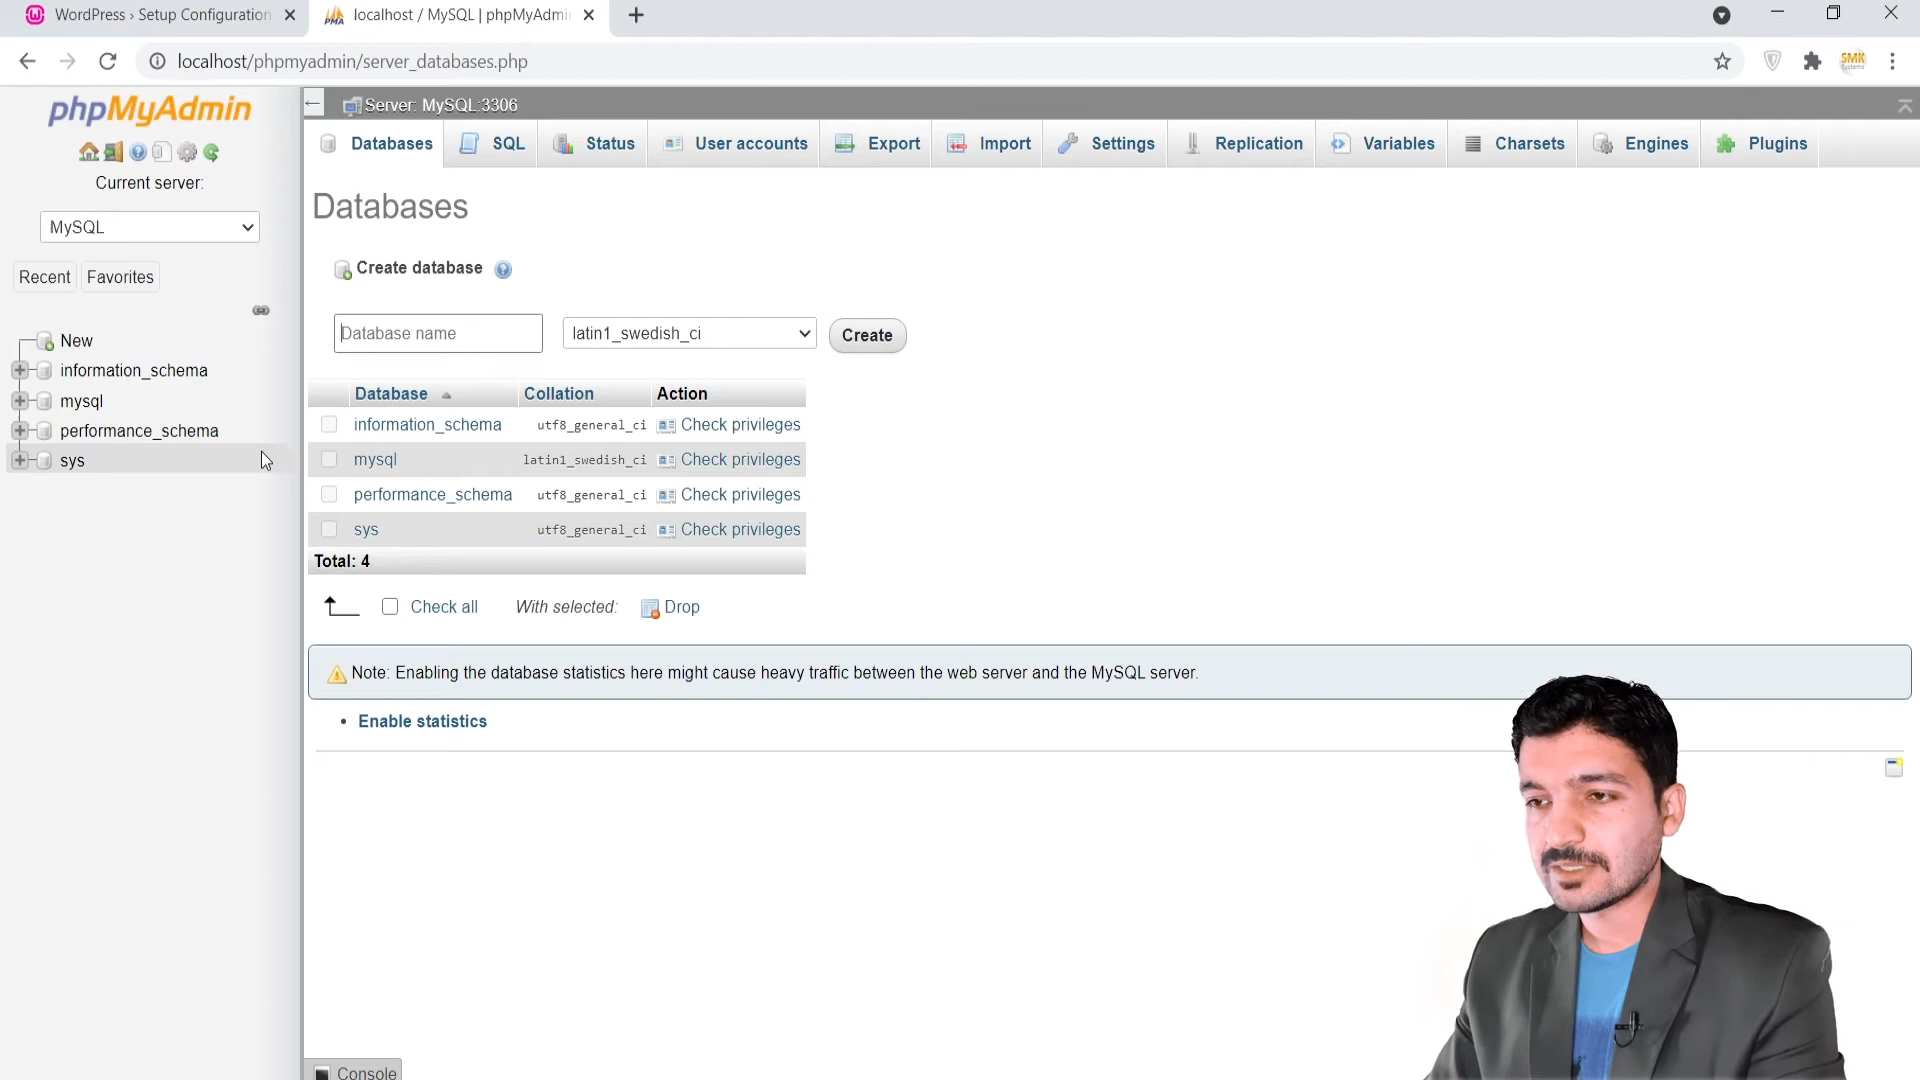 WordPress › Setup Configuration
localhost / MySQL | phpMyAdmi
localhost/phpmyadmin/server_databases.php
SMK
phpMyAdmin
Server: MySQL:3306
Databases
SQL
Status
User accounts
Export
Import
Settings
Replication
Variables
Charsets
Engines
Plugins
Current server:
MySQL
Recent
Favorites
New
information_schema
mysql
performance_schema
sys
Databases
Create database
Database name
latin1_swedish_ci
Create
Database Collation Action
information_schema utf8_general_ci Check privileges
mysql latin1_swedish_ci Check privileges
performance_schema utf8_general_ci Check privileges
sys utf8_general_ci Check privileges
Total: 4
Check all With selected: Drop
Note: Enabling the database statistics here might cause heavy traffic between the web server and the MySQL server.
Enable statistics
Console